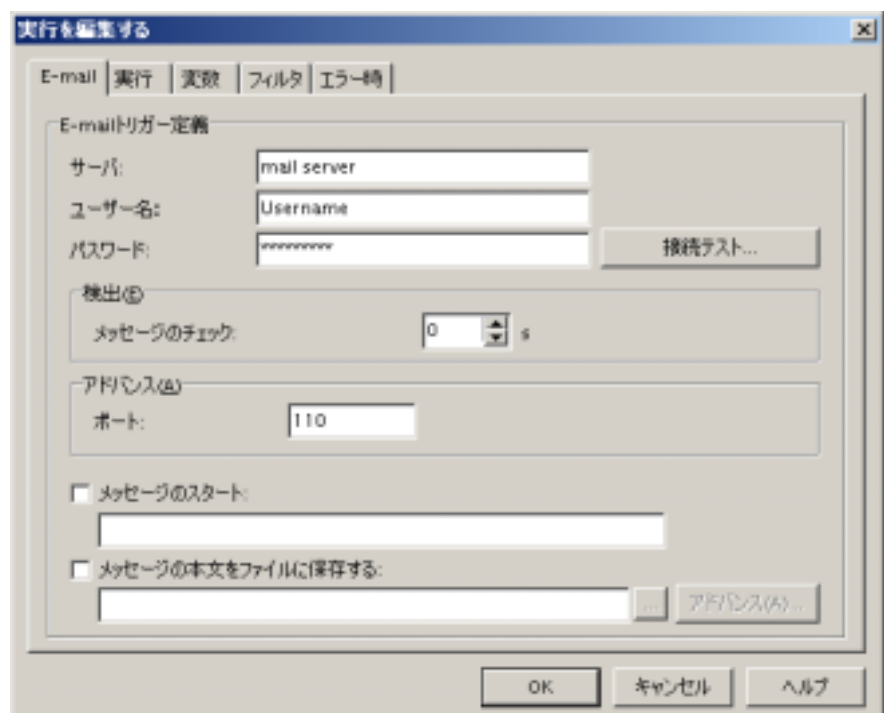 実行を編集する
E-mail 実行 変数 フィルタ エラー時
E-mailトリガー定義
サーバ: mail server
ユーザー名: Username
パスワード: ********* 接続テスト...
検出(E)
メッセージのチェック: 0 s
アドバンス(A)
ポート: 110
メッセージのスタート:
メッセージの本文をファイルに保存する:
... アドバンス(A)...
OK キャンセル ヘルプ